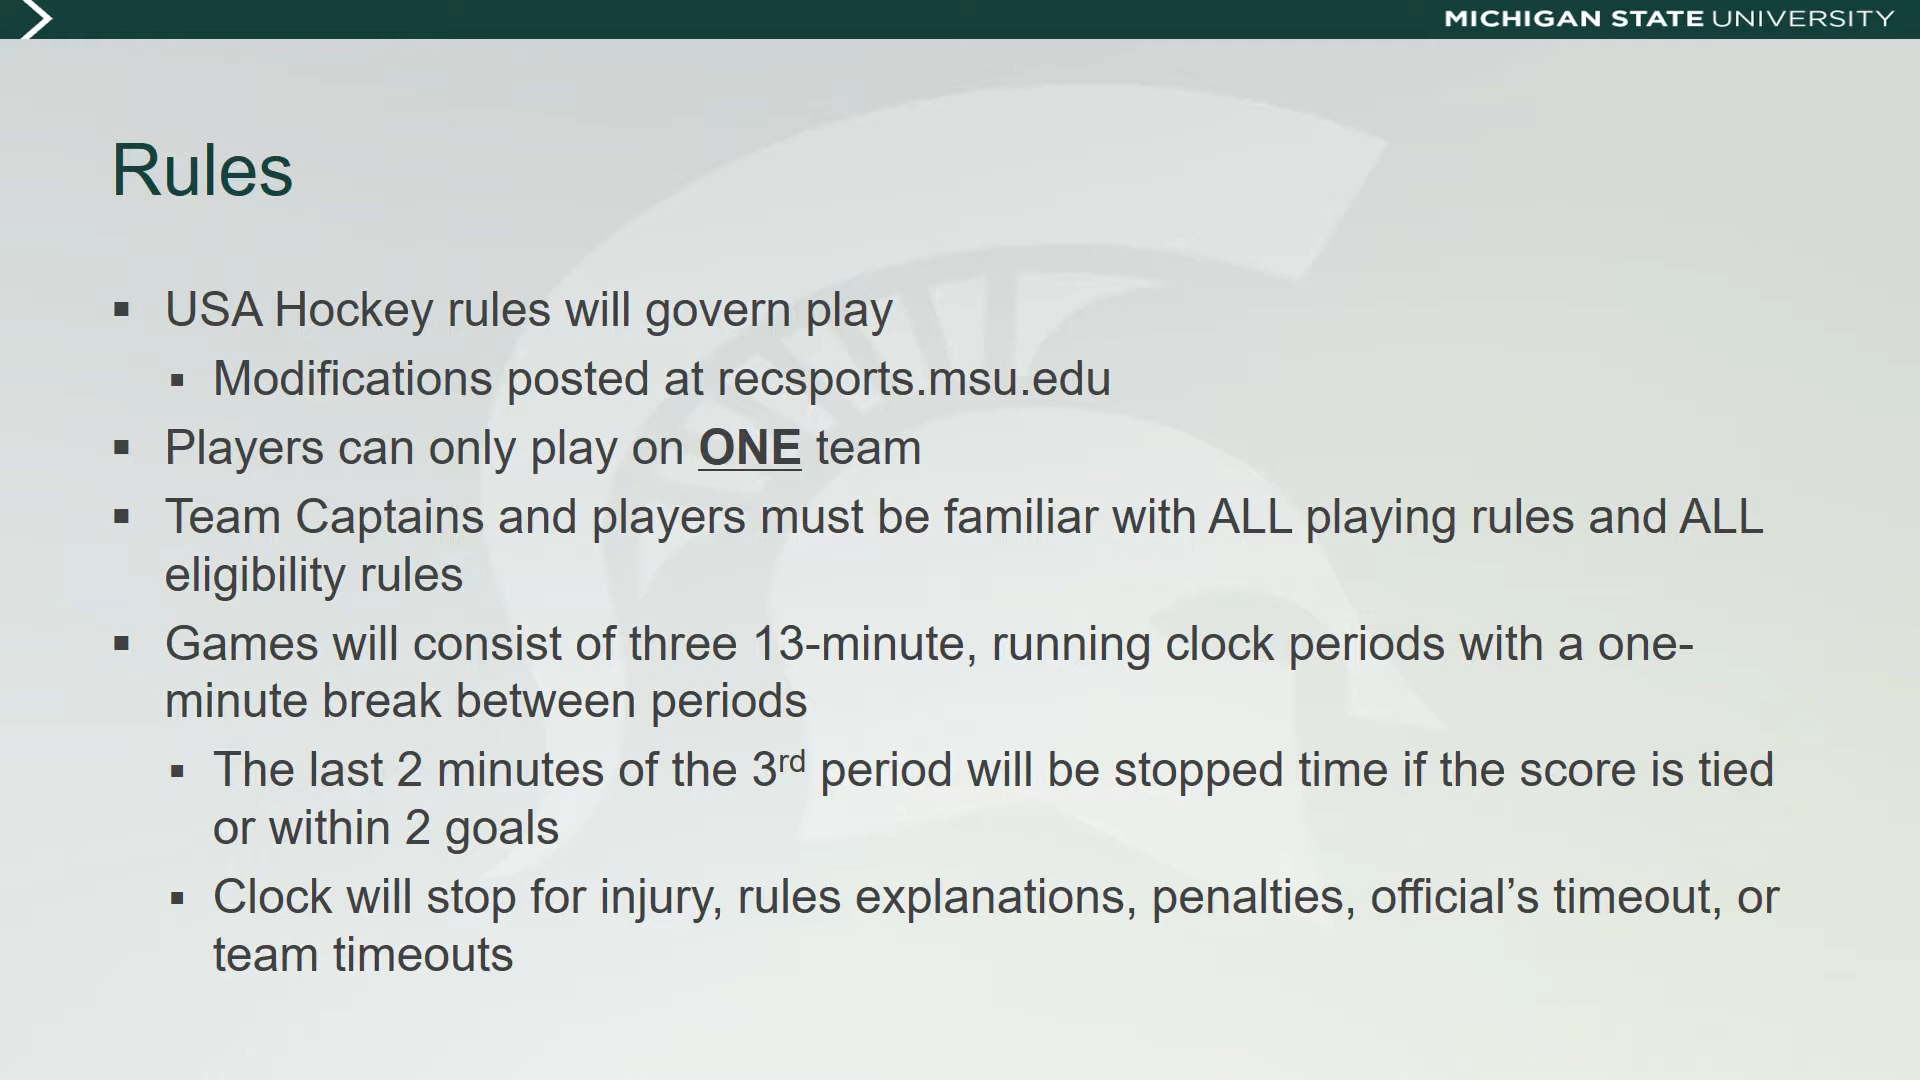 MICHIGAN STATE UNIVERSITY
Rules
▪ USA Hockey rules will govern play
▪ Modifications posted at recsports.msu.edu
▪ Players can only play on ONE team
▪ Team Captains and players must be familiar with ALL playing rules and ALL
eligibility rules
▪ Games will consist of three 13-minute, running clock periods with a one-
minute break between periods
▪ The last 2 minutes of the 3rd period will be stopped time if the score is tied
or within 2 goals
▪ Clock will stop for injury, rules explanations, penalties, official’s timeout, or
team timeouts